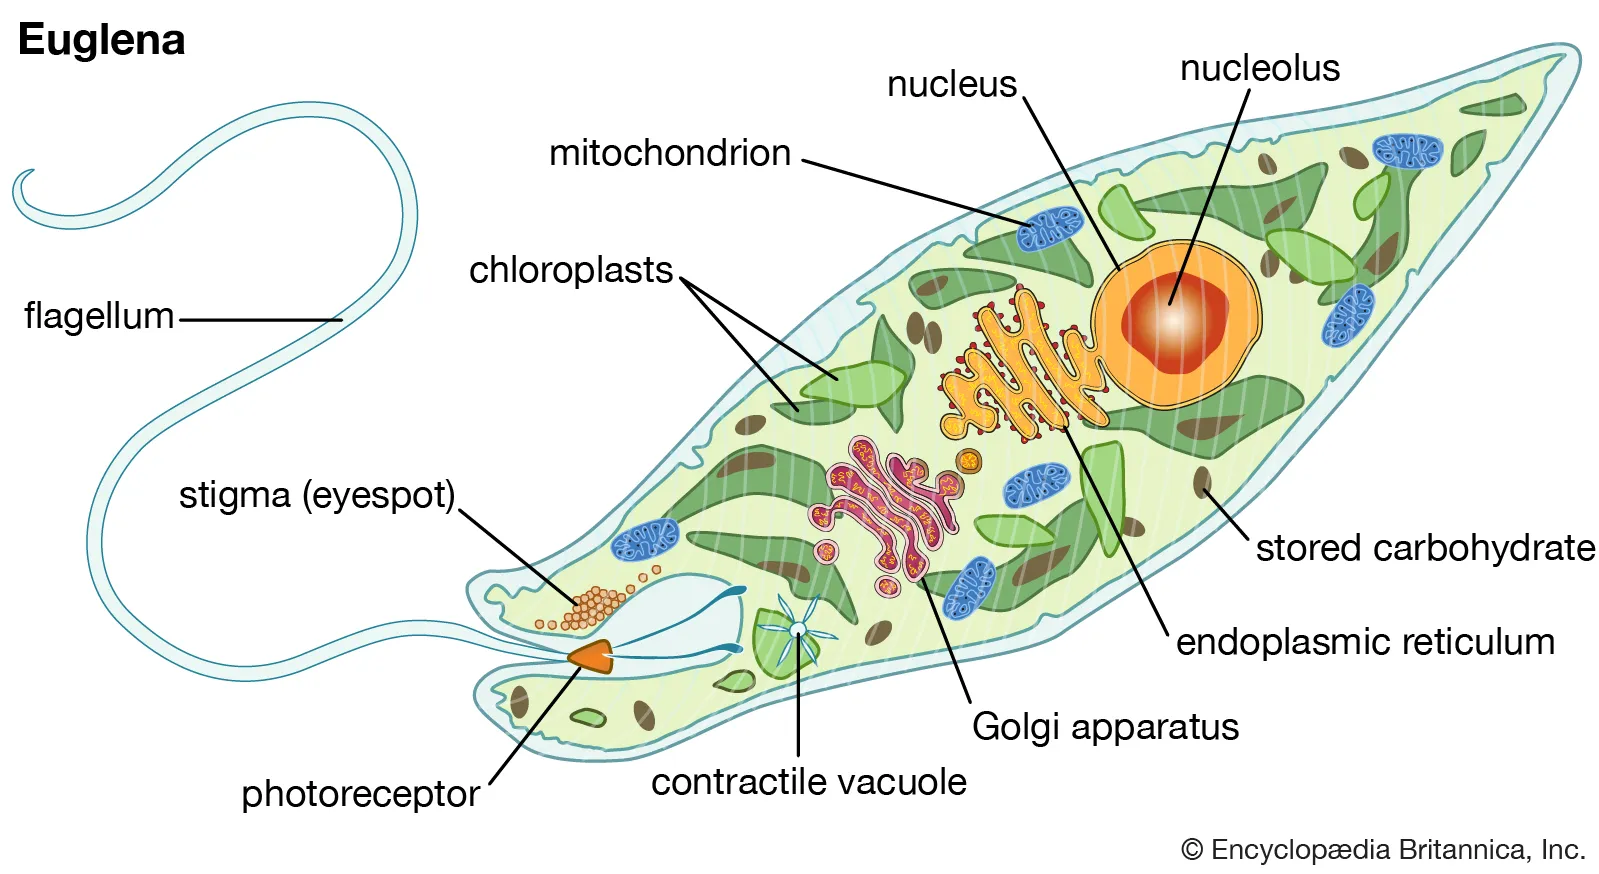 Euglena
nucleolus
nucleus
mitochondrion
chloroplasts
flagellum
stigma (eyespot)
stored carbohydrate
endoplasmic reticulum
Golgi apparatus
contractile vacuole
photoreceptor
© Encyclopædia Britannica, Inc.